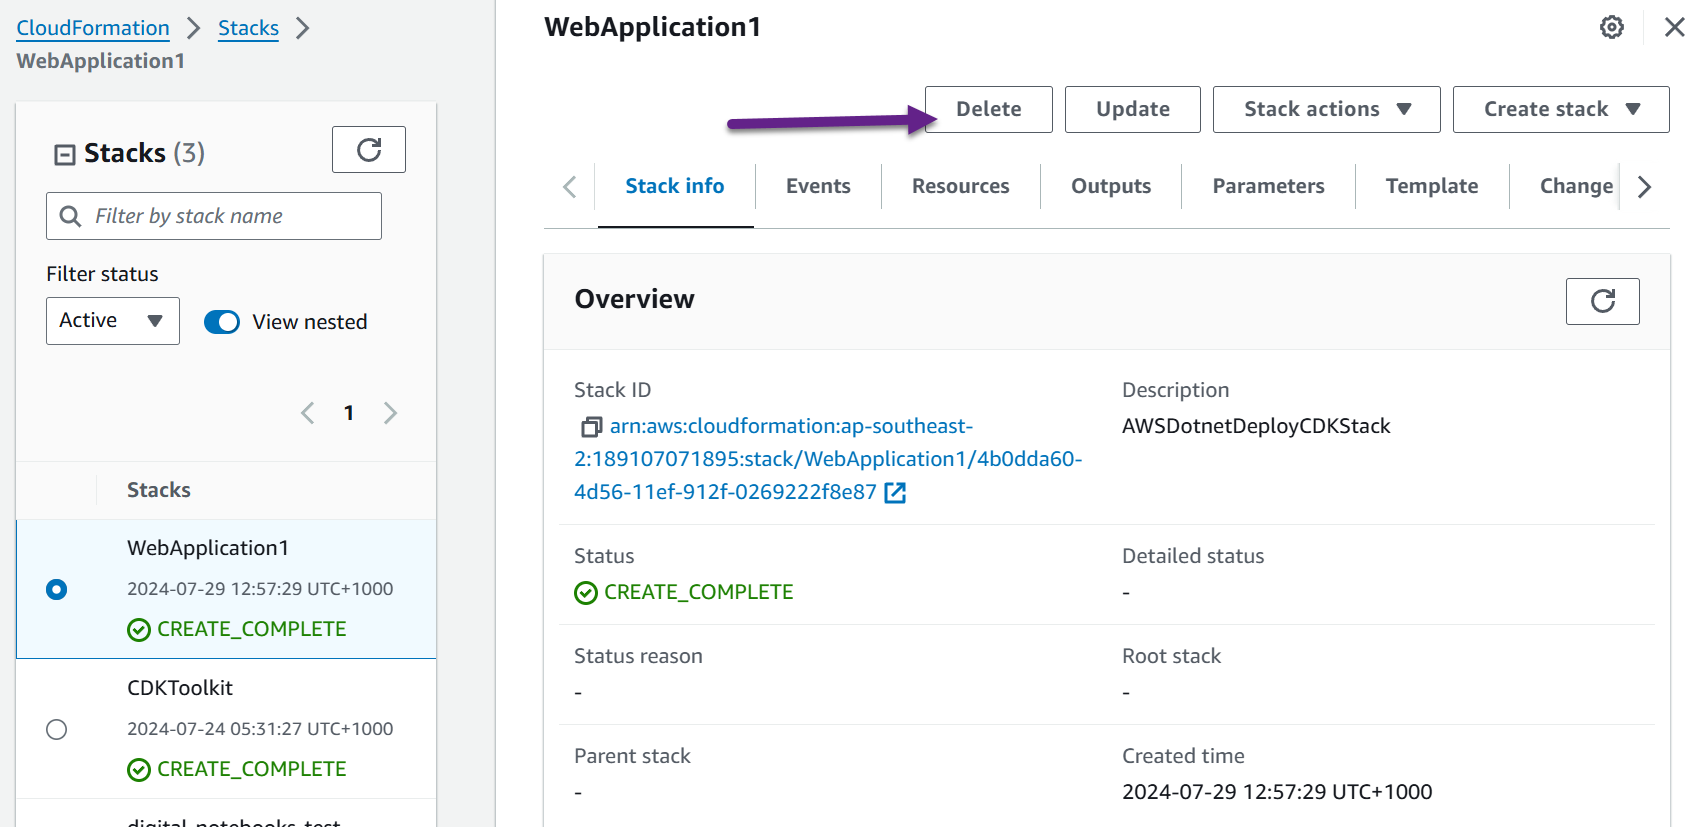 CloudFormation
Stacks
WebApplication1
Stacks (3)
Filter by stack name
Filter status
Active
View nested
1
Stacks
WebApplication1
2024-07-29 12:57:29 UTC+1000
CREATE_COMPLETE
CDKToolkit
2024-07-24 05:31:27 UTC+1000
CREATE_COMPLETE
digital-notebooks-test
WebApplication1
Delete
Update
Stack actions
Create stack
Stack info
Events
Resources
Outputs
Parameters
Template
Change
Overview
Stack ID
arn:aws:cloudformation:ap-southeast-
2:189107071895:stack/WebApplication1/4b0dda60-
4d56-11ef-912f-0269222f8e87
Description
AWSDotnetDeployCDKStack
Status
CREATE_COMPLETE
Detailed status
-
Status reason
-
Root stack
-
Parent stack
-
Created time
2024-07-29 12:57:29 UTC+1000